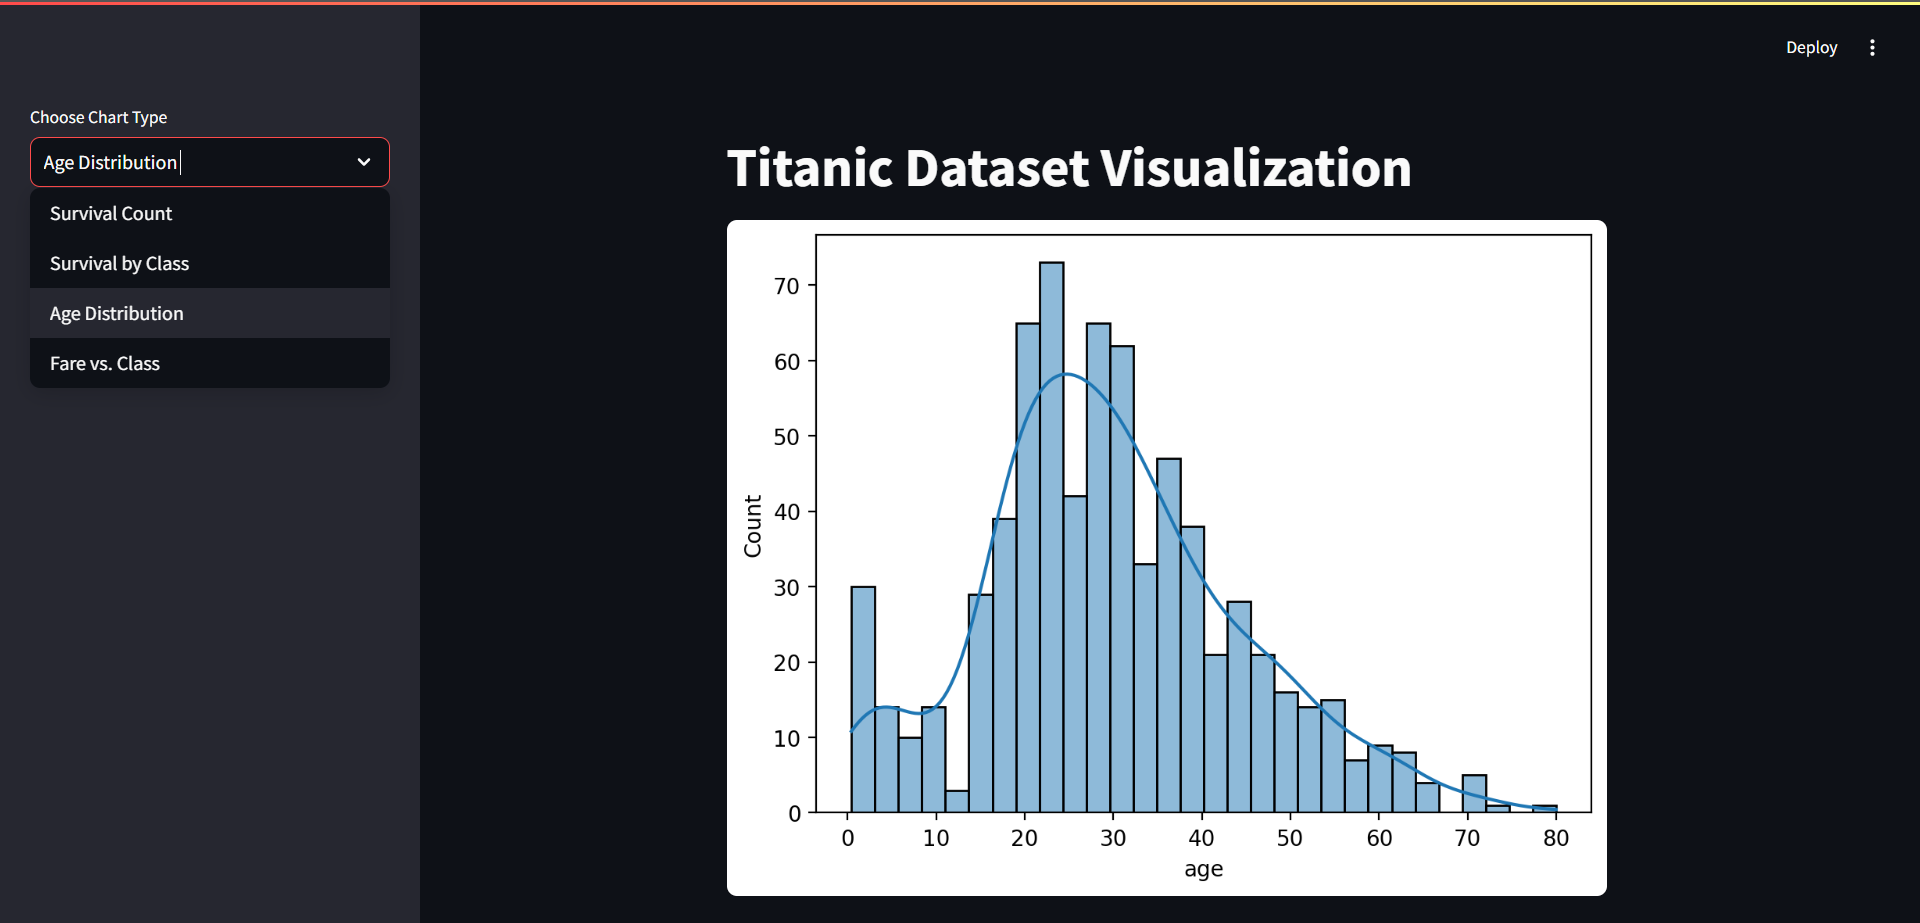 Deploy
Choose Chart Type
Age Distribution
Survival Count
Survival by Class
Age Distribution
Fare vs. Class
Titanic Dataset Visualization
70
60
50
40
30
20
10
0
Count
0 10 20 30 40 50 60 70 80
age